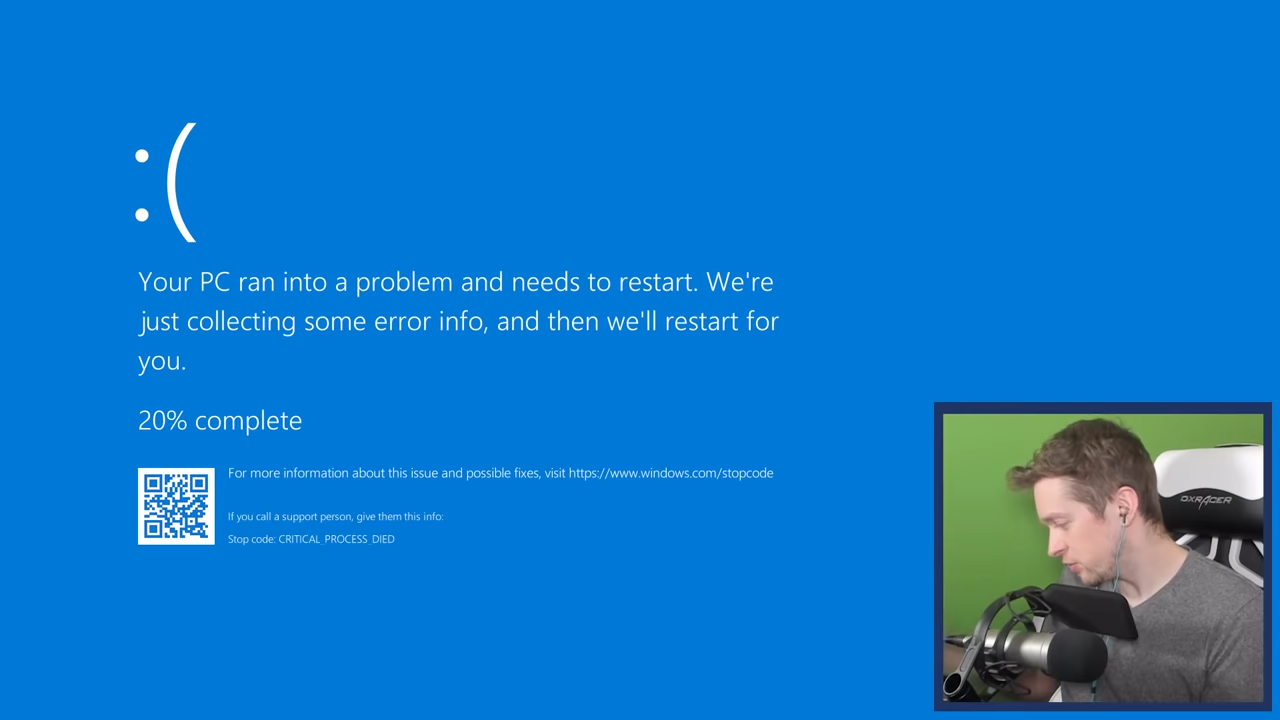 :(
Your PC ran into a problem and needs to restart. We're
just collecting some error info, and then we'll restart for
you.
20% complete
For more information about this issue and possible fixes, visit https://www.windows.com/stopcode
If you call a support person, give them this info:
Stop code: CRITICAL_PROCESS_DIED
DXRACER